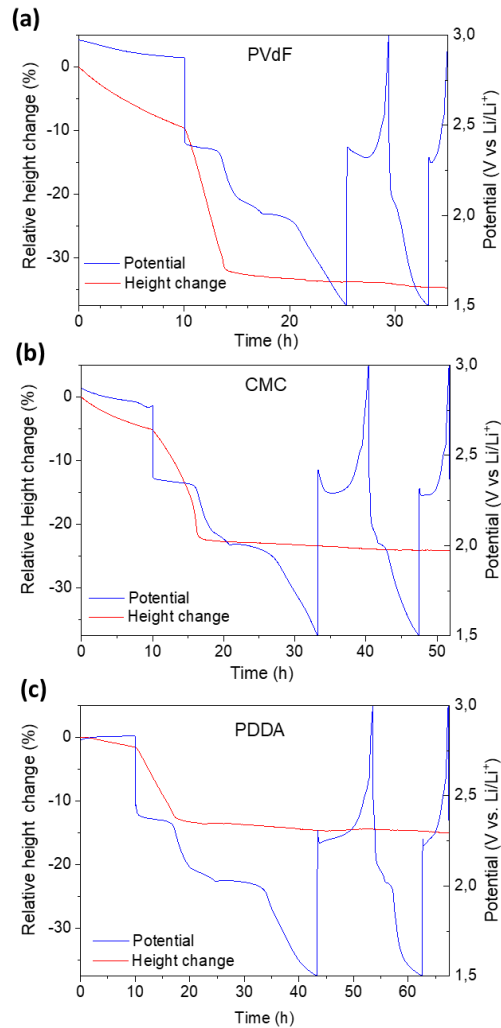 (a)
PVdF
Relative height change (%)
0
-10
-20
-30
3,0
2,5
2,0
1,5
Potential (V vs Li/Li⁺)
Potential
Height change
0 10 20 30
Time (h)
(b)
CMC
Relative Height change (%)
0
-10
-20
-30
3,0
2,5
2,0
1,5
Potential (V vs Li/Li⁺)
Potential
Height change
0 10 20 30 40 50
Time (h)
(c)
PDDA
Relative height change (%)
0
-10
-20
-30
3,0
2,5
2,0
1,5
Potential (V vs. Li/Li⁺)
Potential
Height change
0 10 20 30 40 50 60
Time (h)